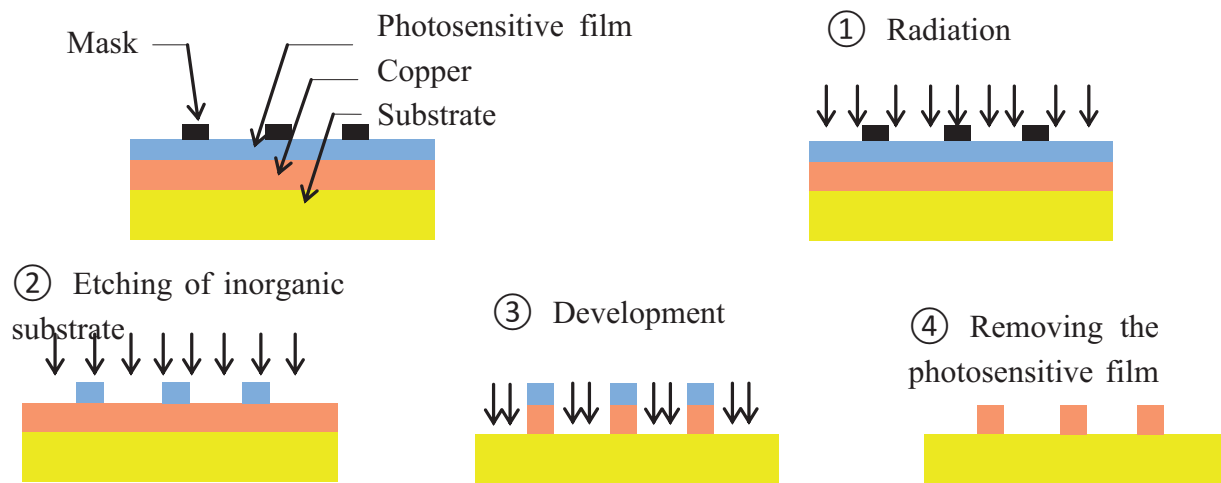 Mask
Photosensitive film
Copper
Substrate
① Radiation
② Etching of inorganic
substrate
③ Development
④ Removing the
photosensitive film